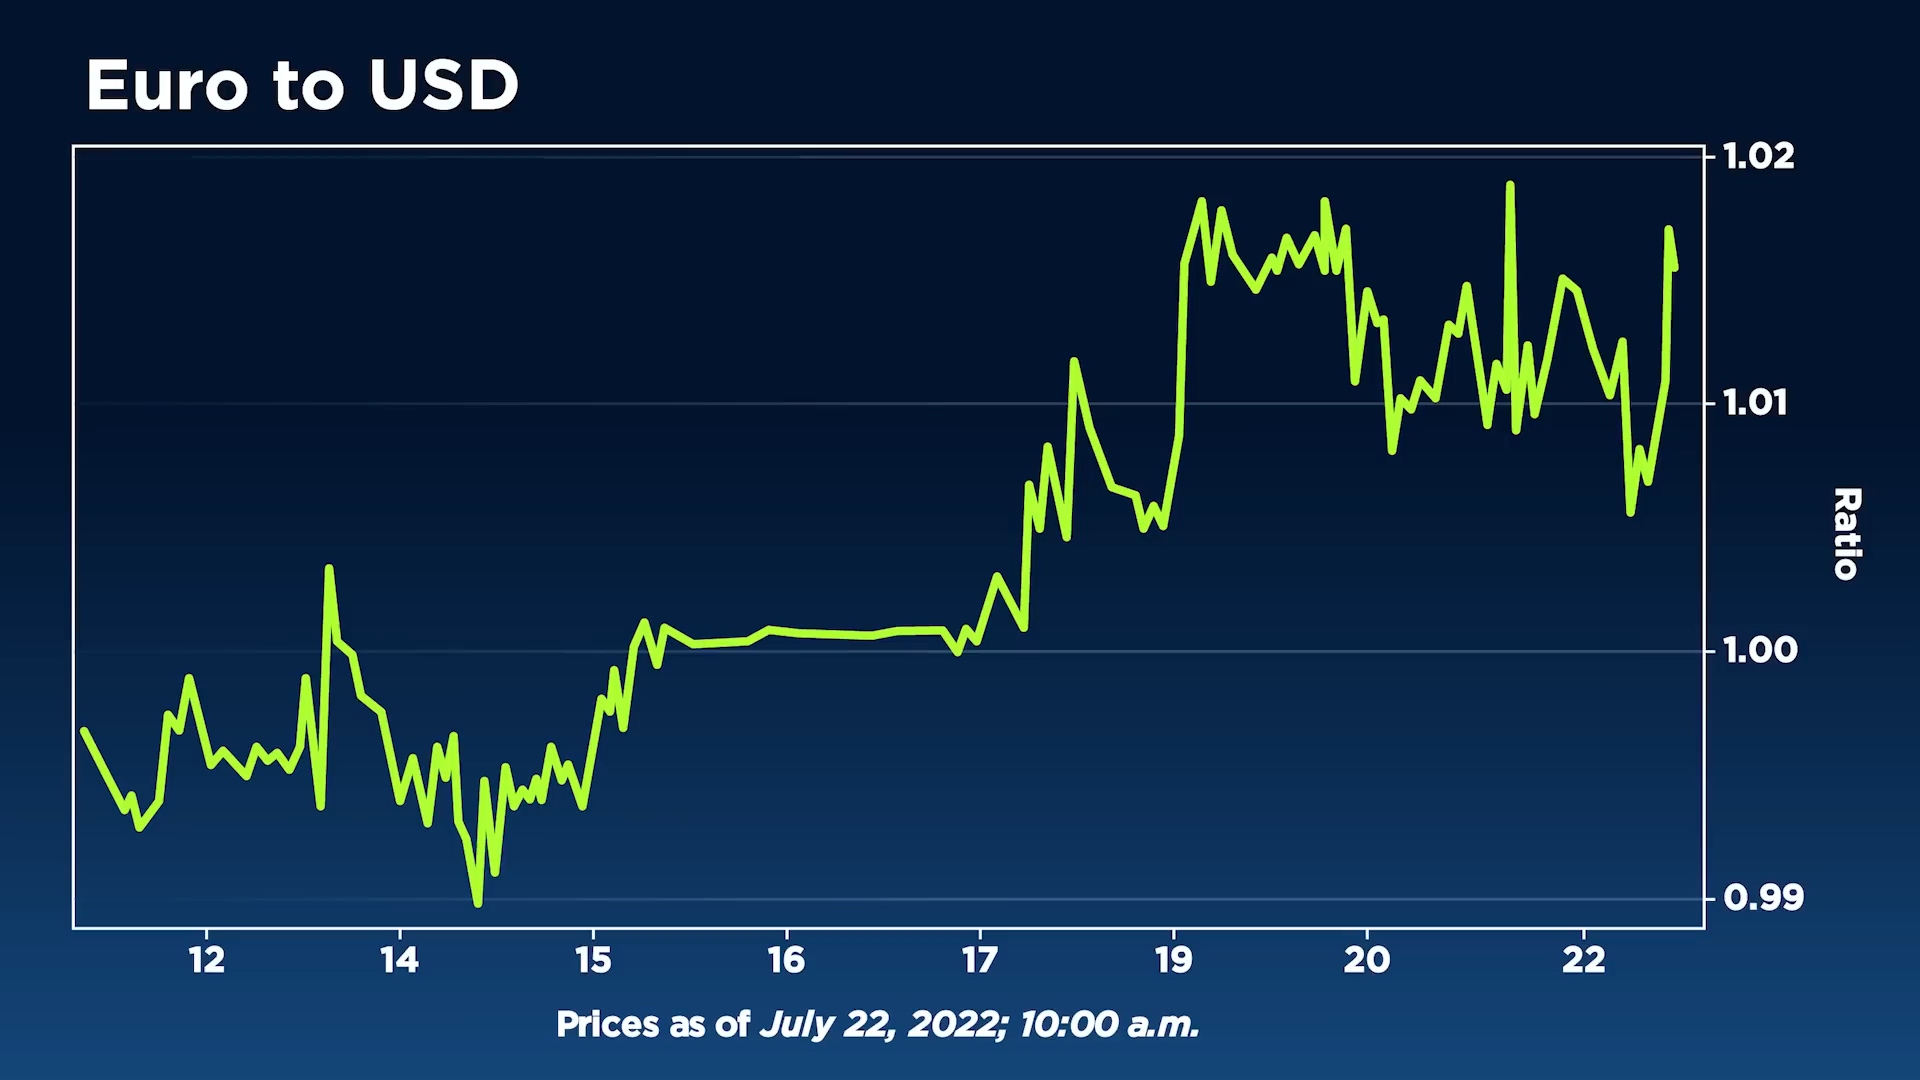 Euro to USD
1.02
1.01
1.00
0.99
Ratio
12 14 15 16 17 19 20 22
Prices as of July 22, 2022; 10:00 a.m.